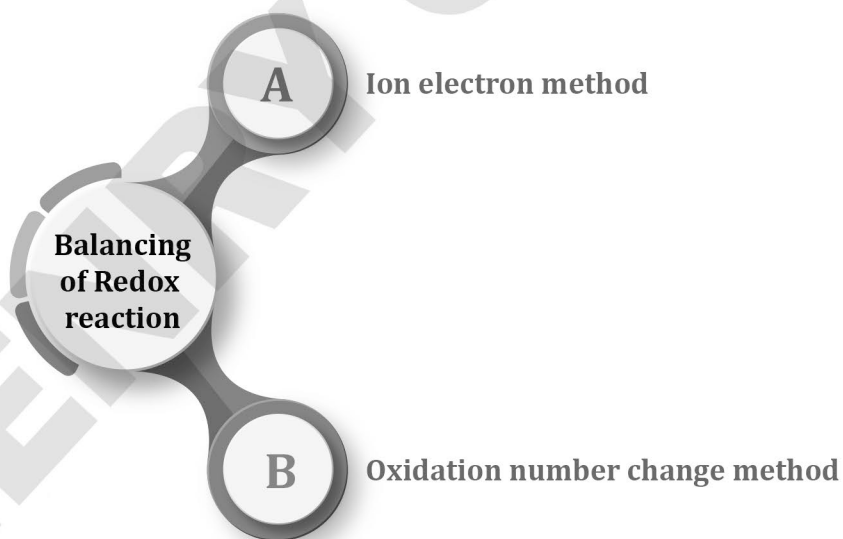 A
Ion electron method
Balancing
of Redox
reaction
B
Oxidation number change method